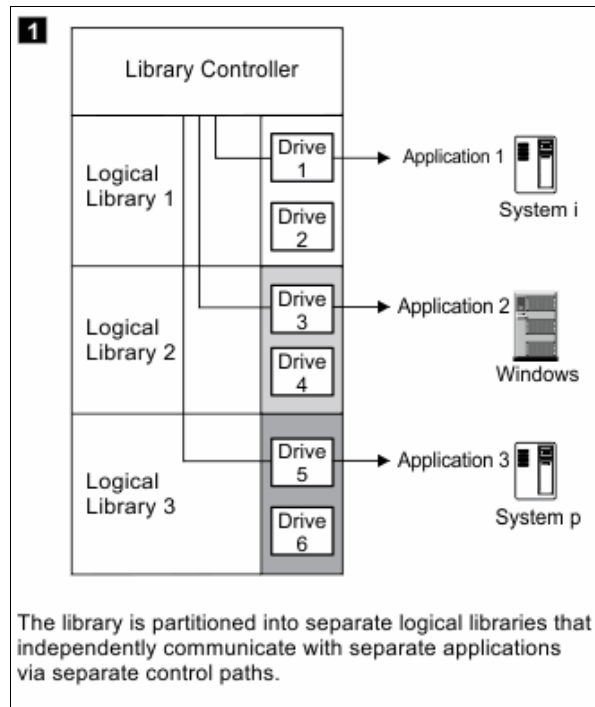 1
Library Controller
Logical
Library 1
Drive
1
Application 1
System i
Drive
2
Logical
Library 2
Drive
3
Application 2
Windows
Drive
4
Logical
Library 3
Drive
5
Application 3
System p
Drive
6
The library is partitioned into separate logical libraries that
independently communicate with separate applications
via separate control paths.